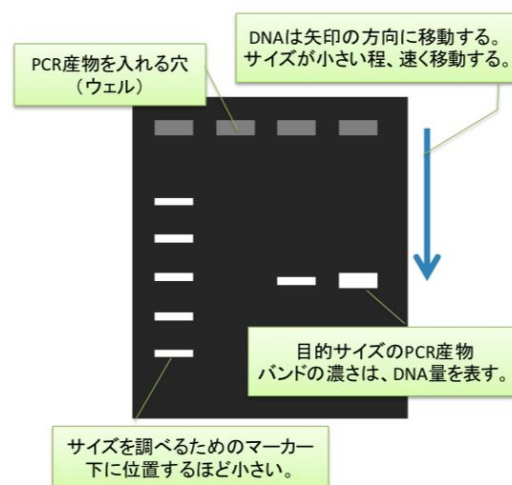 DNAは矢印の方向に移動する。
サイズが小さい程、速く移動する。
PCR産物を入れる穴
（ウェル）
目的サイズのPCR産物
バンドの濃さは、DNA量を表す。
サイズを調べるためのマーカー
下に位置するほど小さい。